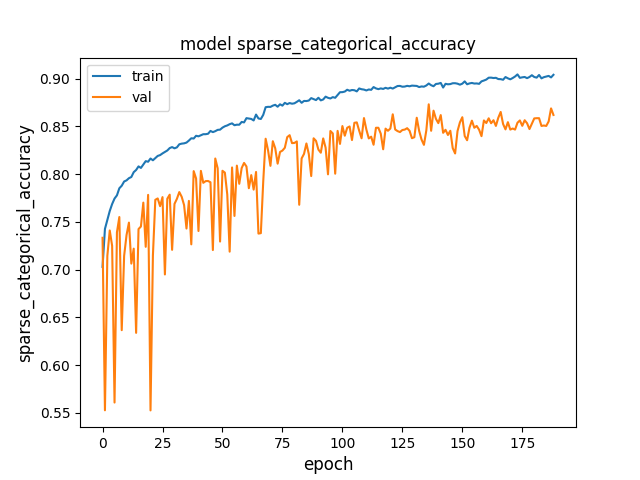 model sparse_categorical_accuracy
train
val
0.90
0.85
0.80
0.75
0.70
0.65
0.60
0.55
sparse_categorical_accuracy
0 25 50 75 100 125 150 175
epoch